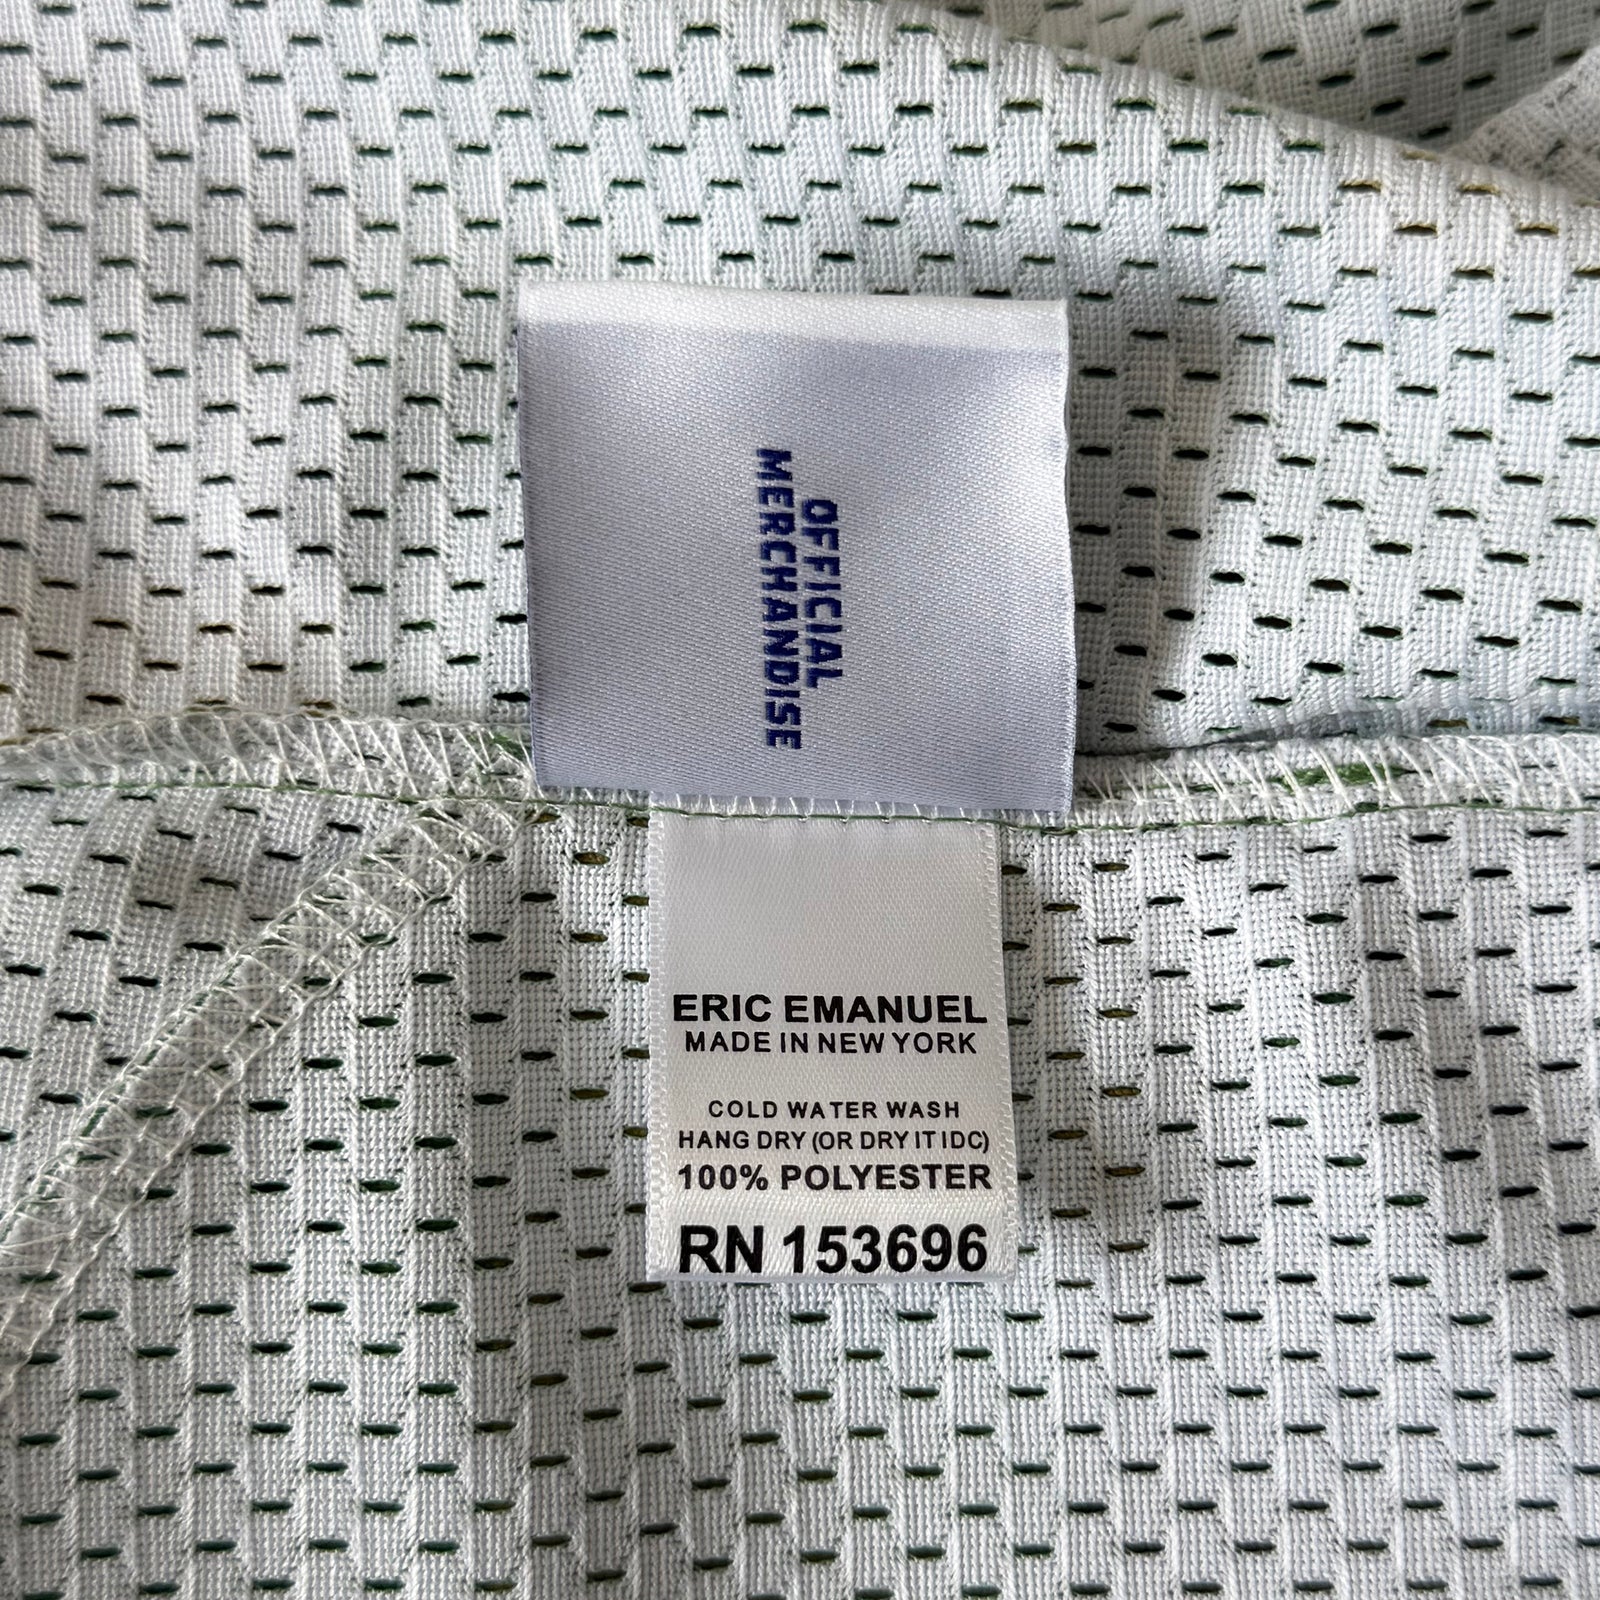 OFFICIAL
MERCHANDISE
ERIC EMANUEL
MADE IN NEW YORK
COLD WATER WASH
HANG DRY (OR DRY IT IDC)
100% POLYESTER
RN 153696